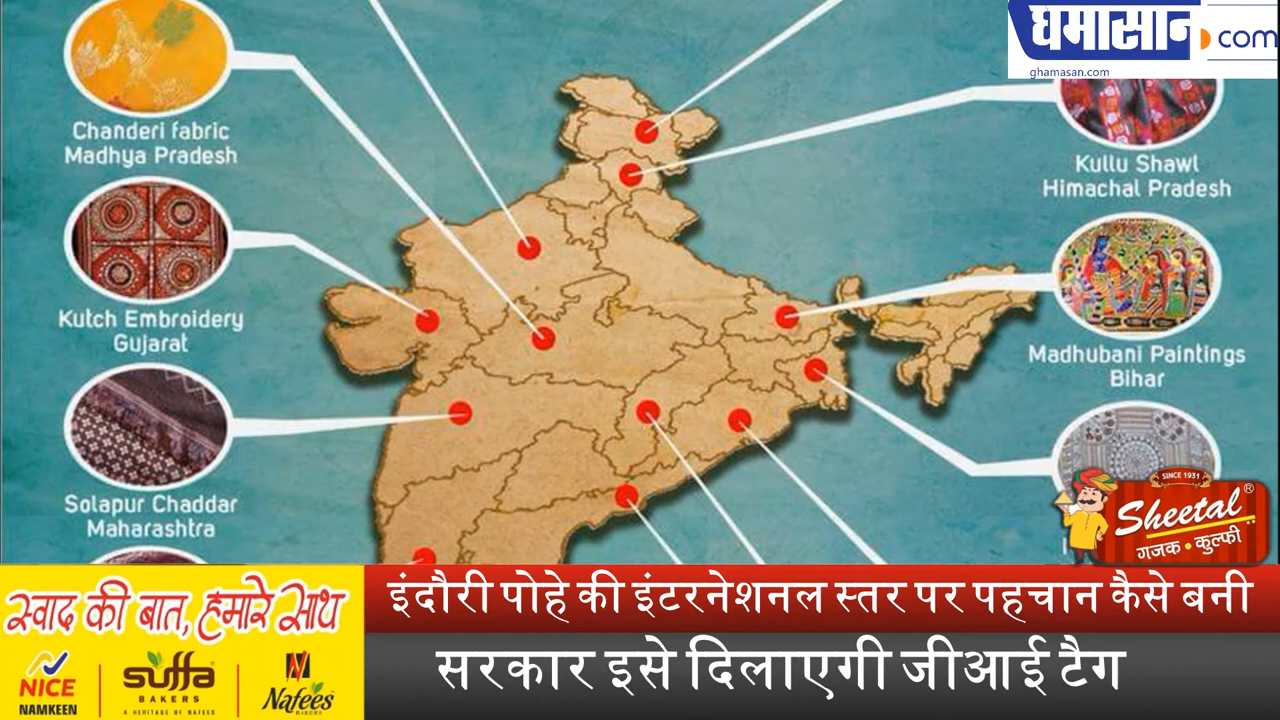 घमासान.com
ghamasan.com
Chanderi fabric
Madhya Pradesh
Kutch Embroidery
Gujarat
Solapur Chaddar
Maharashtra
Kullu Shawl
Himachal Pradesh
Madhubani Paintings
Bihar
SINCE 1931
Sheetal®
गजक • कुल्फी
स्वाद की बात, हमारे साथ
NICE
NAMKEEN
suffa
BAKERS
A HERITAGE OF NAFEES
Nafees
BAKERY
इंदौरी पोहे की इंटरनेशनल स्तर पर पहचान कैसे बनी
सरकार इसे दिलाएगी जीआई टैग